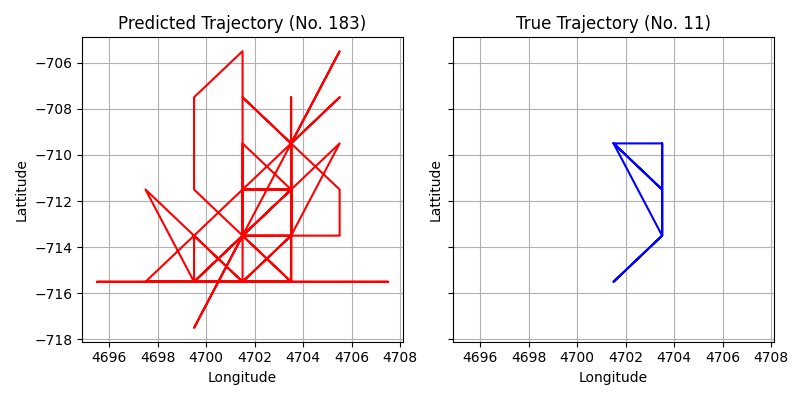 Predicted Trajectory (No. 183)
True Trajectory (No. 11)
−706
−708
−710
−712
−714
−716
−718
Lattitude
Lattitude
4696 4698 4700 4702 4704 4706 4708
4696 4698 4700 4702 4704 4706 4708
Longitude
Longitude